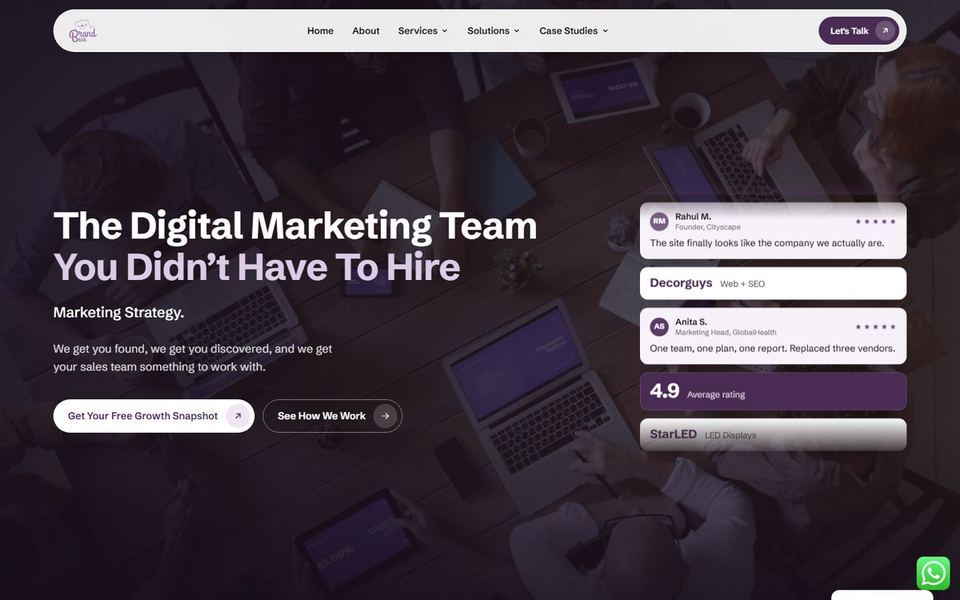 Brand
Home
About
Services
Solutions
Case Studies
Let's Talk
The Digital Marketing Team
You Didn't Have To Hire
Marketing Strategy.
We get you found, we get you discovered, and we get
your sales team something to work with.
Get Your Free Growth Snapshot
See How We Work
RM
Rahul M.
Founder, Cityscape
The site finally looks like the company we actually are.
Decorguys Web + SEO
AS
Anita S.
Marketing Head, GlobalHealth
One team, one plan, one report. Replaced three vendors.
4.9 Average rating
StarLED LED Displays